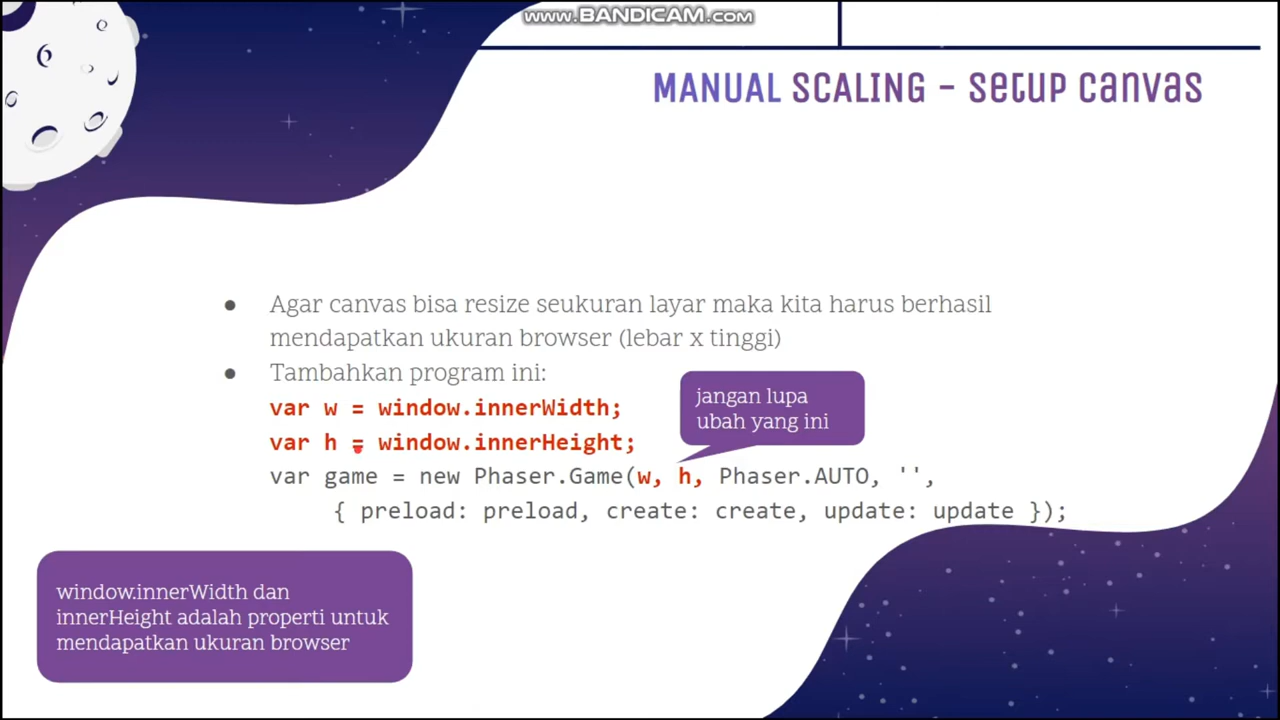 www.BANDICAM.com
MANUAL SCALING - Setup Canvas
● Agar canvas bisa resize seukuran layar maka kita harus berhasil
mendapatkan ukuran browser (lebar x tinggi)
● Tambahkan program ini:
var w = window.innerWidth;
var h = window.innerHeight;
jangan lupa
ubah yang ini
var game = new Phaser.Game(w, h, Phaser.AUTO, '',
{ preload: preload, create: create, update: update });
window.innerWidth dan
innerHeight adalah properti untuk
mendapatkan ukuran browser